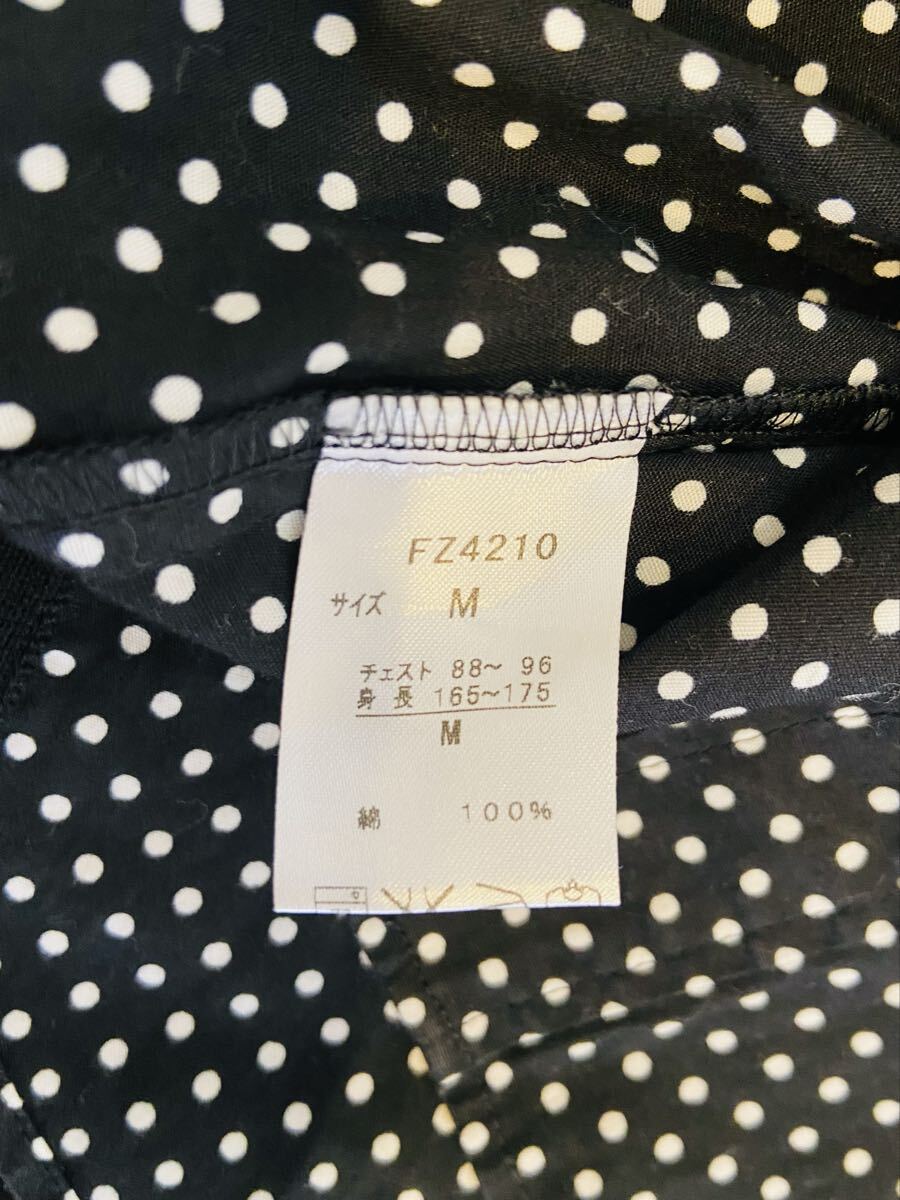 FZ4210
サイズ M
チェスト 88～ 96
身長 165～175
M
綿 100%